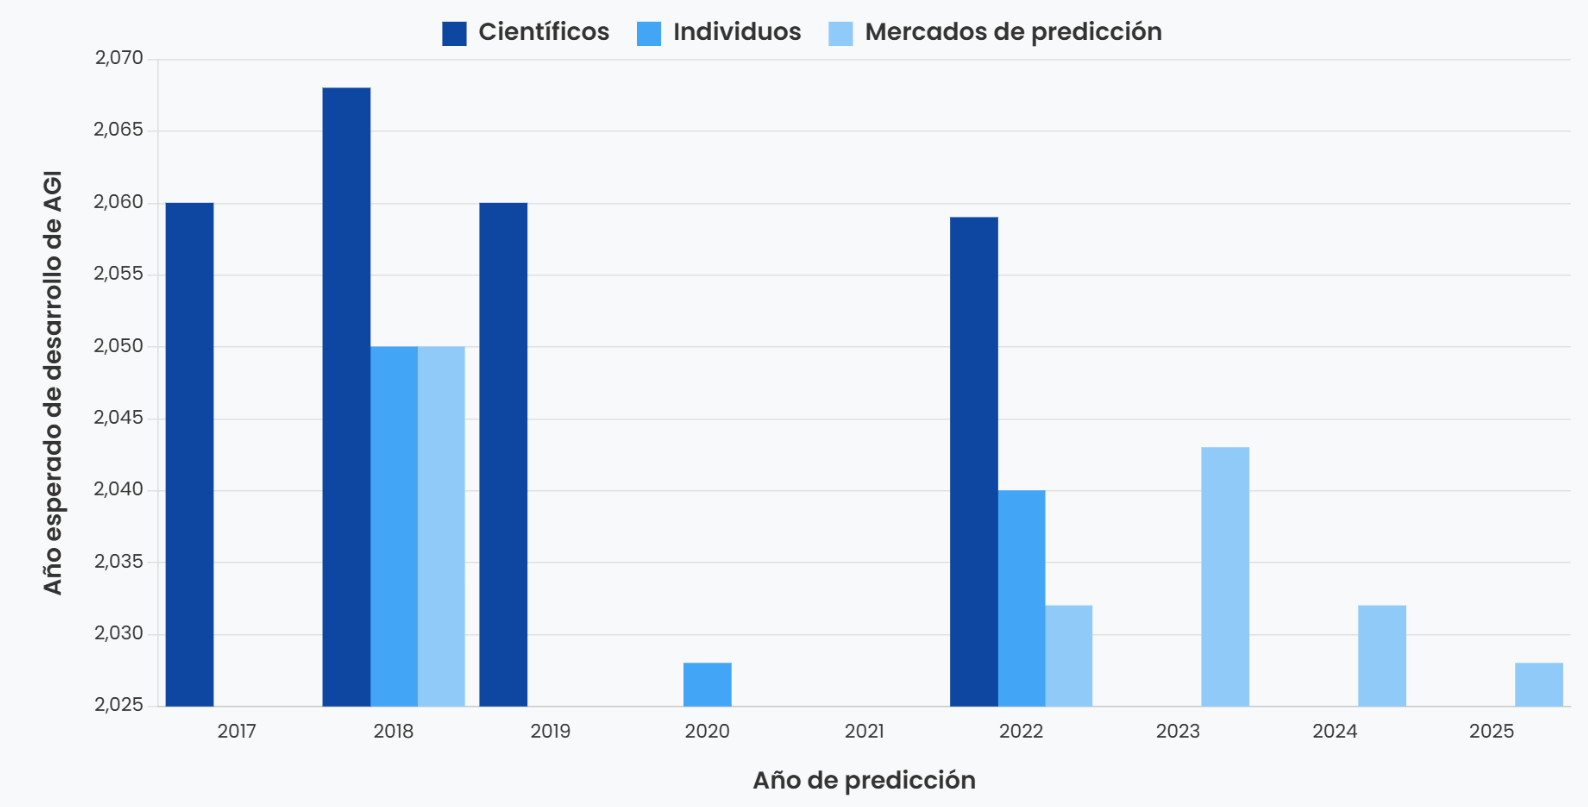 Científicos Individuos Mercados de predicción
2,070
2,065
2,060
2,055
2,050
2,045
2,040
2,035
2,030
2,025
Año esperado de desarrollo de AGI
2017 2018 2019 2020 2021 2022 2023 2024 2025
Año de predicción